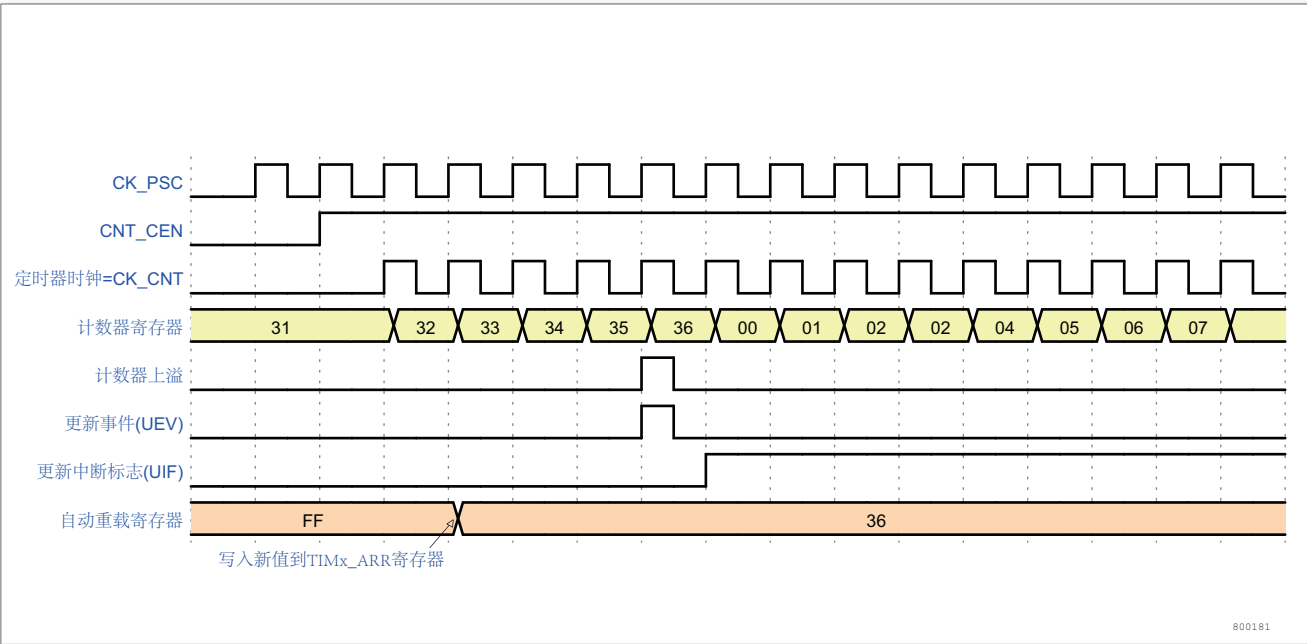 CK_PSC
CNT_CEN
定时器时钟=CK_CNT
计数器寄存器 31 32 33 34 35 36 00 01 02 02 04 05 06 07
计数器上溢
更新事件(UEV)
更新中断标志(UIF)
自动重载寄存器 FF 36
写入新值到TIMx_ARR寄存器
800181